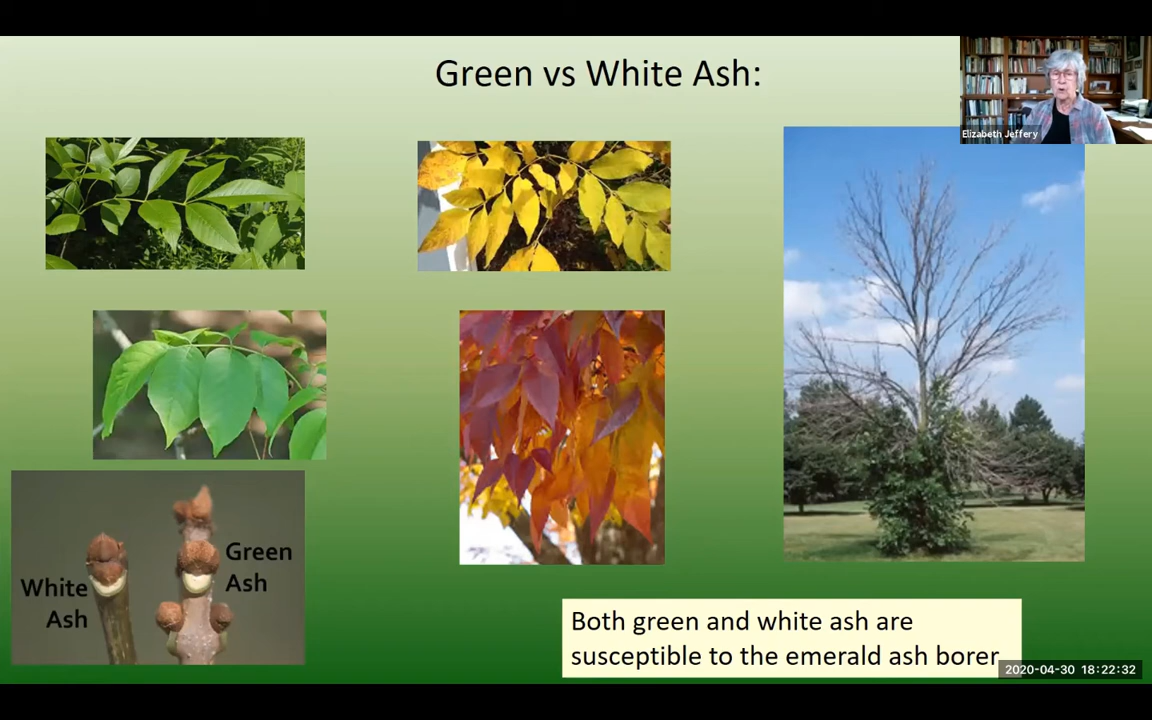 Green vs White Ash:
Elizabeth Jeffery
White
Ash
Green
Ash
Both green and white ash are
susceptible to the emerald ash borer
2020-04-30 18:22:32